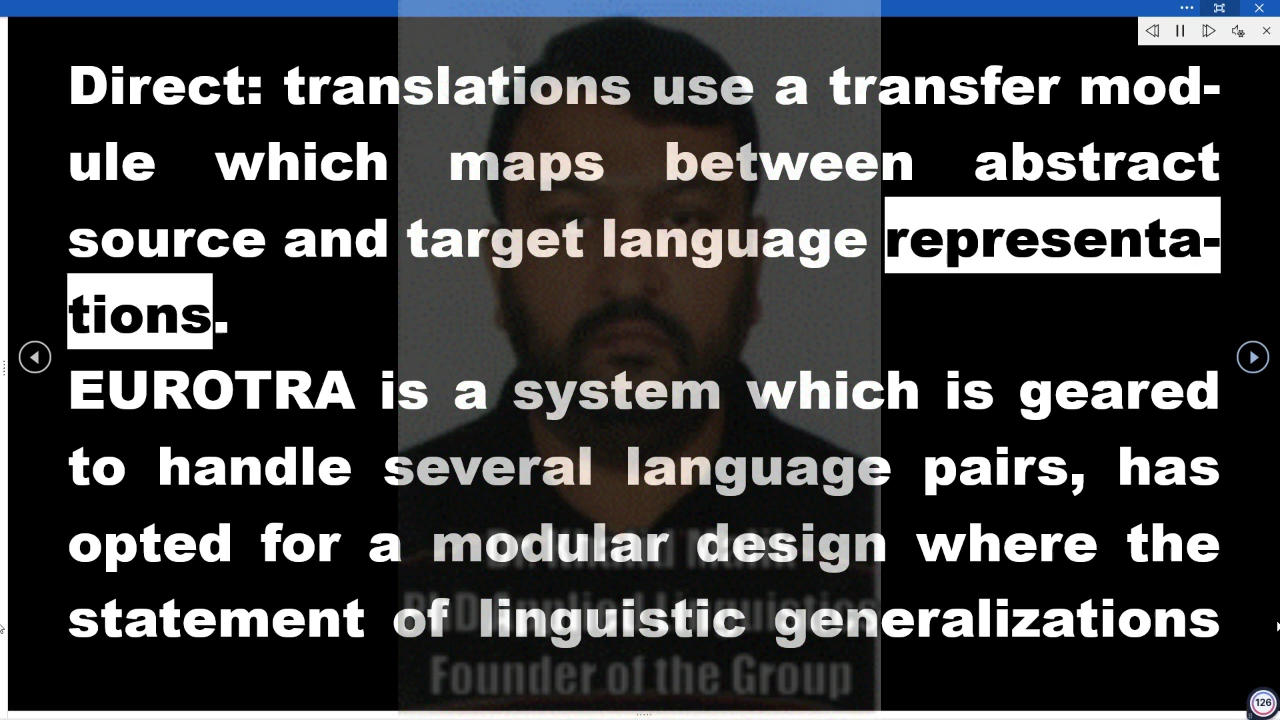 Direct: translations use a transfer mod-
ule which maps between abstract
source and target language representa-
tions.
EUROTRA is a system which is geared
to handle several language pairs, has
opted for a modular design where the
statement of linguistic generalizations
Founder of the Group
126